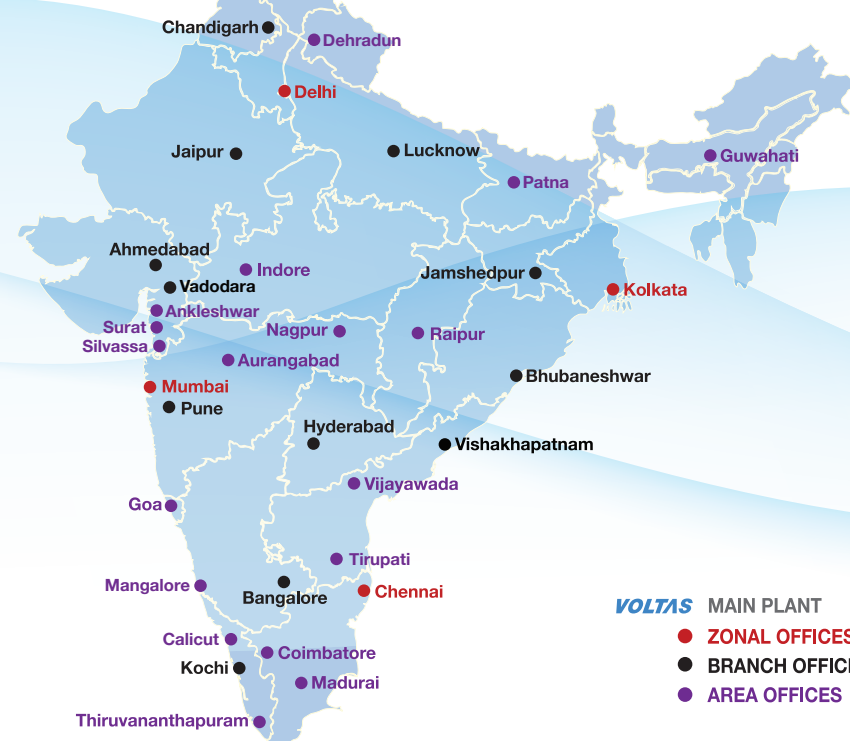 Chandigarh
Dehradun
Delhi
Jaipur
Lucknow
Guwahati
Patna
Ahmedabad
Indore
Jamshedpur
Vadodara
Kolkata
Ankleshwar
Surat
Nagpur
Raipur
Silvassa
Aurangabad
Bhubaneshwar
Mumbai
Pune
Hyderabad
Vishakhapatnam
Vijayawada
Goa
Tirupati
Mangalore
Chennai
Bangalore
VOLTAS MAIN PLANT
ZONAL OFFICES
Calicut
Coimbatore
Kochi
BRANCH OFFIC
Madurai
AREA OFFICES
Thiruvananthapuram